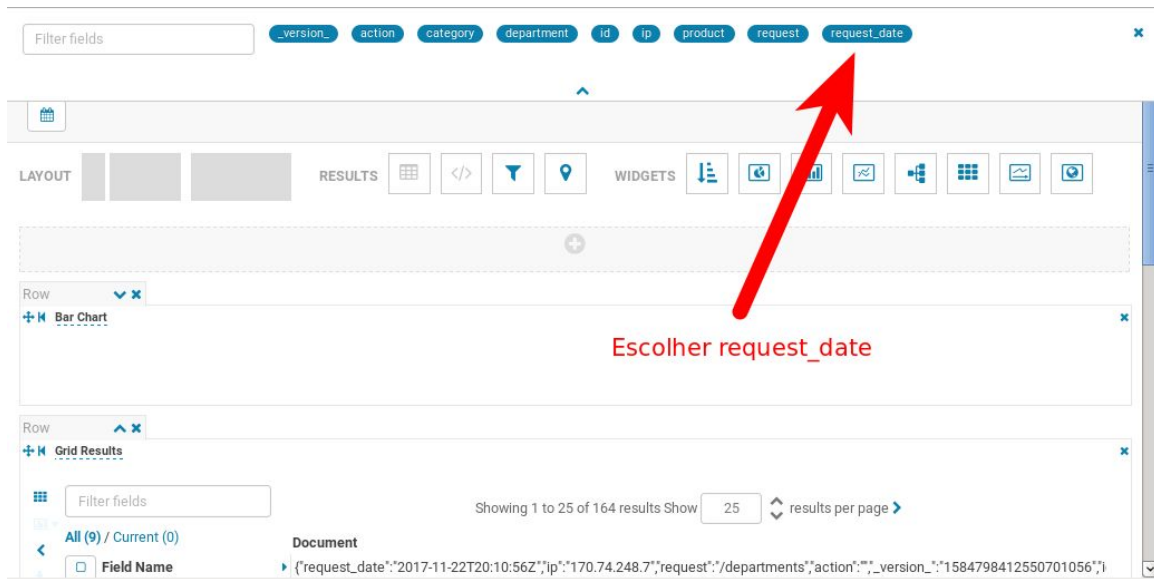 Filter fields _version_ action category department id ip product request request_date
LAYOUT RESULTS WIDGETS
Row
Bar Chart
Escolher request_date
Row
Grid Results
Filter fields
Showing 1 to 25 of 164 results Show 25 results per page
All (9) / Current (0)
Document
Field Name
{"request_date":"2017-11-22T20:10:56Z","ip":"170.74.248.7","request":"/departments","action":"","_version_":"1584798412550701056","i